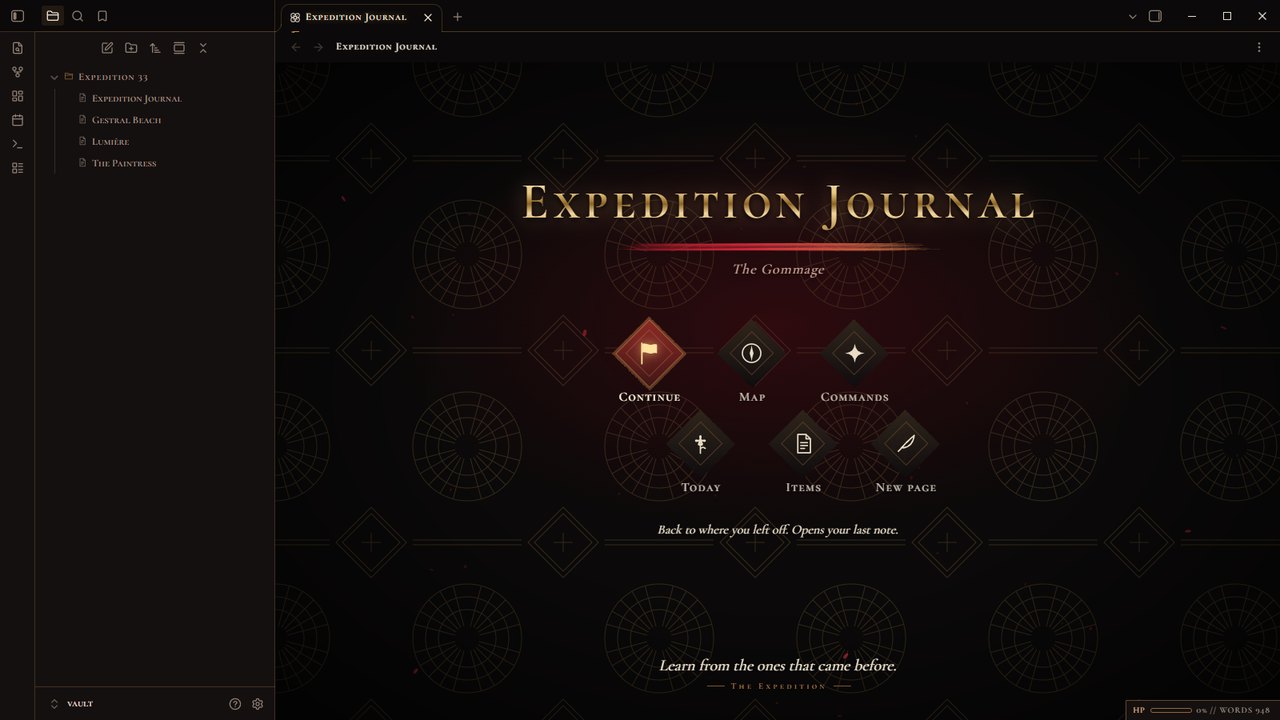 Expedition Journal
Expedition Journal
Expedition 33
Expedition Journal
Gestral Beach
Lumière
The Paintress
VAULT
Expedition Journal
The Gommage
Continue
Map
Commands
Today
Items
New page
Back to where you left off. Opens your last note.
Learn from the ones that came before.
The Expedition
HP 0% // WORDS 948